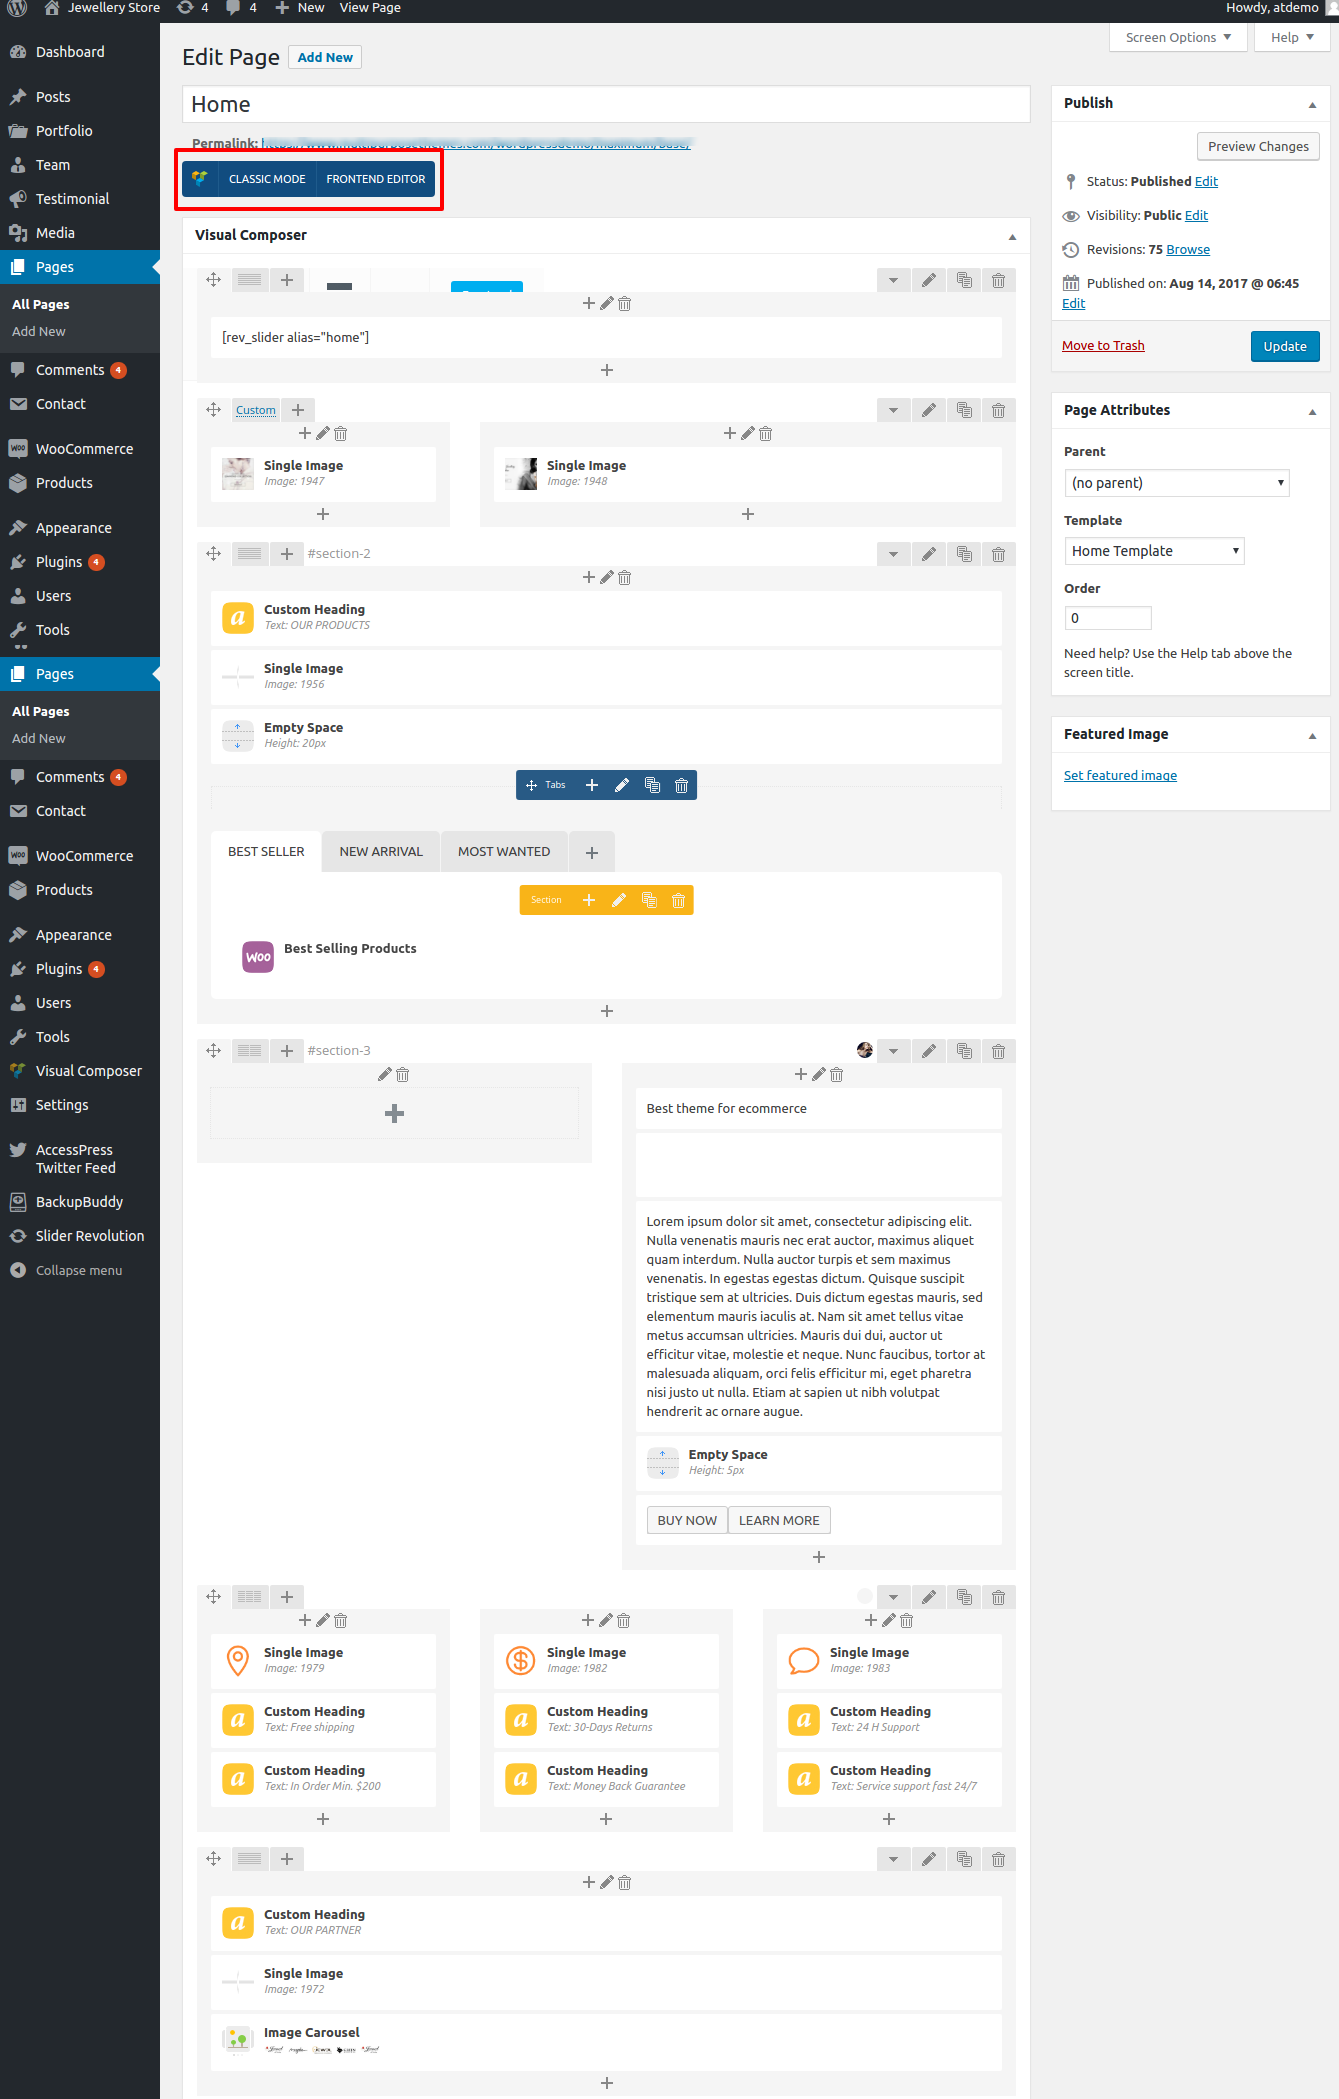 Jewellery Store
4
4
New
View Page
Howdy, atdemo
Screen Options
Help
Dashboard
Posts
Portfolio
Team
Testimonial
Media
Pages
All Pages
Add New
Comments 4
Contact
WooCommerce
Products
Appearance
Plugins 4
Users
Tools
Pages
All Pages
Add New
Comments 4
Contact
WooCommerce
Products
Appearance
Plugins 4
Users
Tools
Visual Composer
Settings
AccessPress
Twitter Feed
BackupBuddy
Slider Revolution
Collapse menu
Edit Page
Add New
Home
Permalink:
CLASSIC MODE
FRONTEND EDITOR
Visual Composer
[rev_slider alias="home"]
Custom
Single Image
Image: 1947
Single Image
Image: 1948
#section-2
Custom Heading
Text: OUR PRODUCTS
Single Image
Image: 1956
Empty Space
Height: 20px
Tabs
BEST SELLER
NEW ARRIVAL
MOST WANTED
Section
Woo
Best Selling Products
#section-3
Best theme for ecommerce
Lorem ipsum dolor sit amet, consectetur adipiscing elit.
Nulla venenatis mauris nec erat auctor, maximus aliquet
quam interdum. Nulla auctor turpis et sem maximus
venenatis. In egestas egestas dictum. Quisque suscipit
tristique sem at ultricies. Duis dictum egestas mauris, sed
elementum mauris iaculis at. Nam sit amet tellus vitae
metus accumsan ultricies. Mauris dui dui, auctor ut
efficitur vitae, molestie et neque. Nunc faucibus, tortor at
malesuada aliquam, orci felis efficitur mi, eget pharetra
nisi justo ut nulla. Etiam at sapien ut nibh volutpat
hendrerit ac ornare augue.
Empty Space
Height: 5px
BUY NOW
LEARN MORE
Single Image
Image: 1979
Custom Heading
Text: Free shipping
Custom Heading
Text: In Order Min. $200
Single Image
Image: 1982
Custom Heading
Text: 30-Days Returns
Custom Heading
Text: Money Back Guarantee
Single Image
Image: 1983
Custom Heading
Text: 24 H Support
Custom Heading
Text: Service support fast 24/7
Custom Heading
Text: OUR PARTNER
Single Image
Image: 1972
Image Carousel
Publish
Preview Changes
Status: Published Edit
Visibility: Public Edit
Revisions: 75 Browse
Published on: Aug 14, 2017 @ 06:45
Edit
Move to Trash
Update
Page Attributes
Parent
(no parent)
Template
Home Template
Order
0
Need help? Use the Help tab above the
screen title.
Featured Image
Set featured image